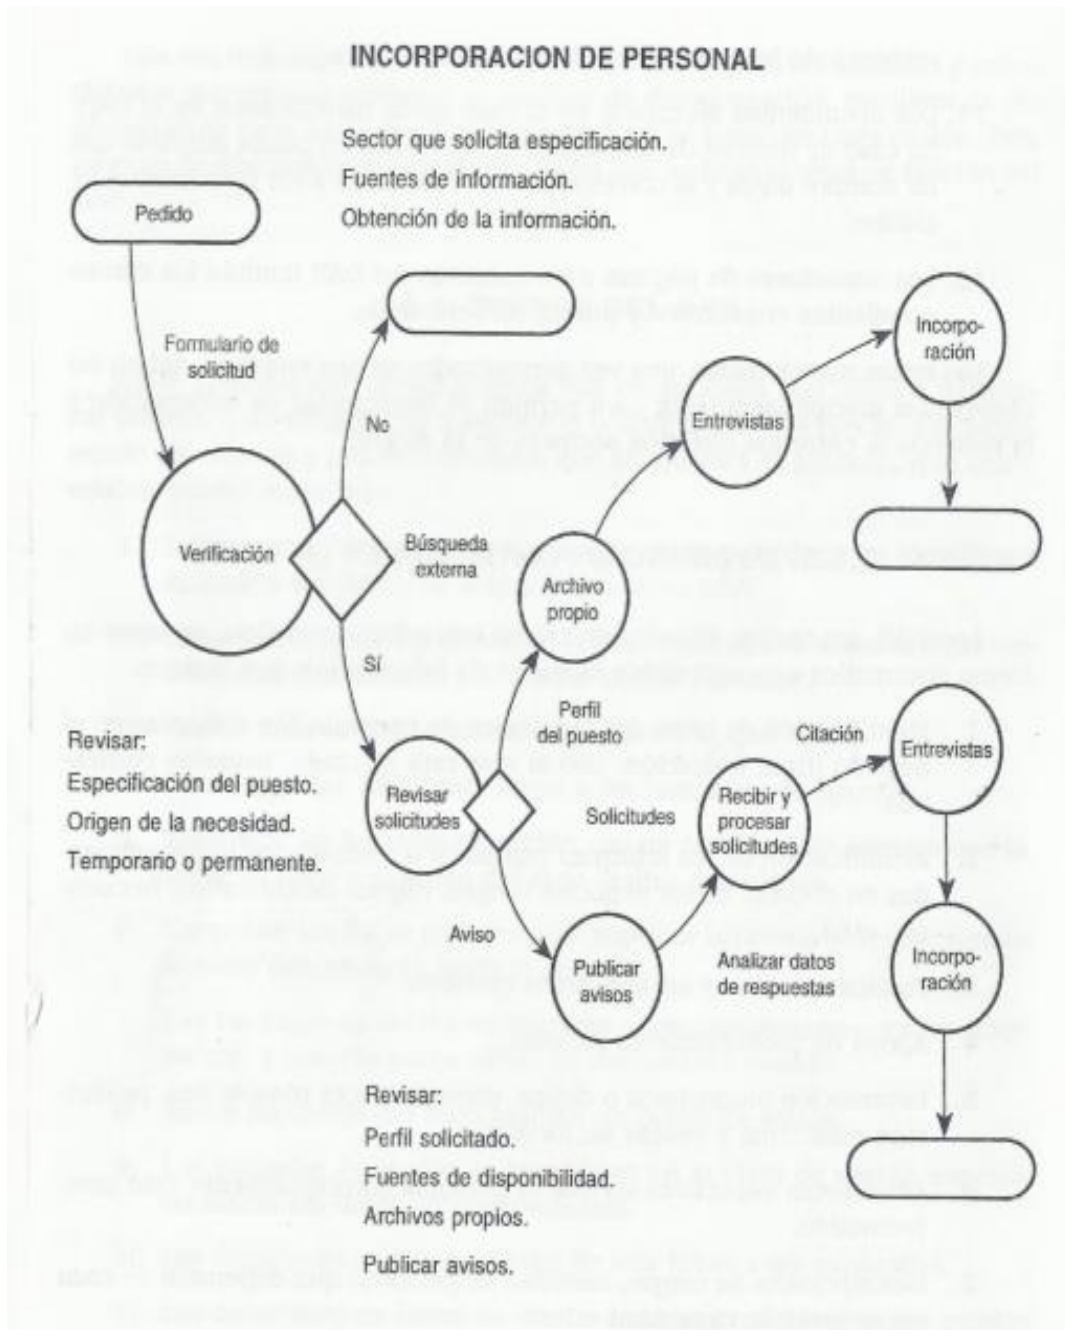 INCORPORACION DE PERSONAL
Sector que solicita especificación.
Fuentes de información.
Obtención de la información.
Pedido
Formulario de
solicitud
No
Verificación
Búsqueda
externa
Sí
Archivo
propio
Entrevistas
Incorpo-
ración
Revisar:
Especificación del puesto.
Origen de la necesidad.
Temporario o permanente.
Revisar
solicitudes
Perfil
del puesto
Aviso
Publicar
avisos
Solicitudes
Recibir y
procesar
solicitudes
Analizar datos
de respuestas
Citación
Entrevistas
Incorpo-
ración
Revisar:
Perfil solicitado.
Fuentes de disponibilidad.
Archivos propios.
Publicar avisos.